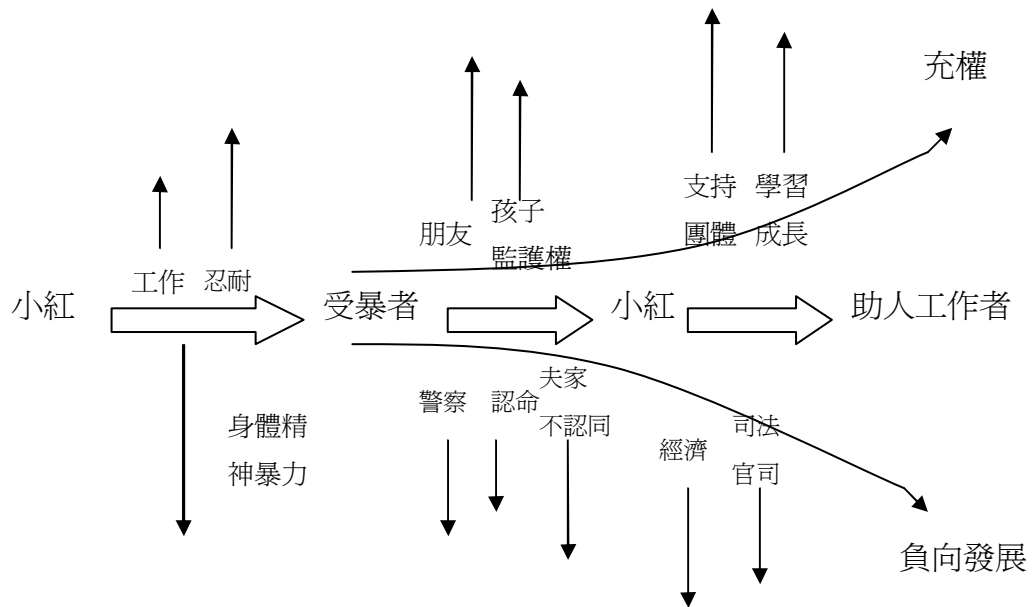 充權
支持
團體
學習
成長
孩子
監護權
朋友
工作
忍耐
小紅
受暴者
小紅
助人工作者
身體精
神暴力
警察
認命
夫家
不認同
經濟
司法
官司
負向發展